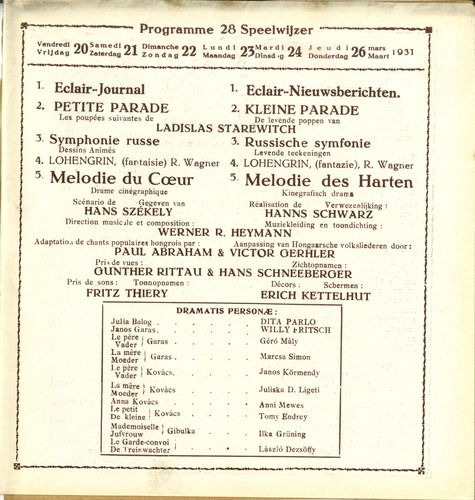 Programme 28 Speelwijzer
Vendredi 20 Samedi 21 Dimanche 22 Lundi 23 Mardi 24 Jeudi 26 mars 1931
Vrijdag Zaterdag Zondag Maandag Dinsdag Donderdag Maart
1. Eclair-Journal
1. Eclair-Nieuwsberichten.
2. PETITE PARADE
2. KLEINE PARADE
Les poupées suivantes de
De levende poppen van
LADISLAS STAREWITCH
3. Symphonie russe
3. Russische symfonie
Dessins Animés
Levende teekeningen
4. LOHENGRIN, (fantaisie) R. Wagner
4. LOHENGRIN, (fantazie), R. Wagner
5. Melodie du Cœur
5. Melodie des Harten
Drame cinégraphique
Kinegrafisch drama
Scénario de Gegeven van
Réalisation de Verwezenlijking :
HANS SZÉKELY
HANNS SCHWARZ
Direction musicale et composition :
Muziekleiding en toondichting :
WERNER R. HEYMANN
Adaptation de chants populaires hongrois par :
Aanpassing van Hongaarsche volksliederen door:
PAUL ABRAHAM & VICTOR GERHLER
Pris de vues :
Zichtopnamen :
GUNTHER RITTAU & HANS SCHNEEBERGER
Pris de sons : Toonopnamen :
Décors : Schermen :
FRITZ THIERY
ERICH KETTELHUT
DRAMATIS PERSONÆ:
Julia Balog . . . . . DITA PARLO
Janos Garas. . . . . WILLY FRITSCH
Le père
Vader } Garas . . . . Gérö Mály
La mère
Moeder } Garas . . . . Marcsa Simon
Le père
Vader } Kovács. . . . Janos Körmendy
La mère
Moeder } Kovács . . . . Juliska D. Ligeti
Anna Kovács . . . . Anni Mewes
Le petit
De kleine } Kovács . . . Tomy Endrey
Mademoiselle
Jufvrouw } Gibulka . . . Ilka Grüning
Le Garde-convoi }
De Treinwachter } . . . László Dezsöffy